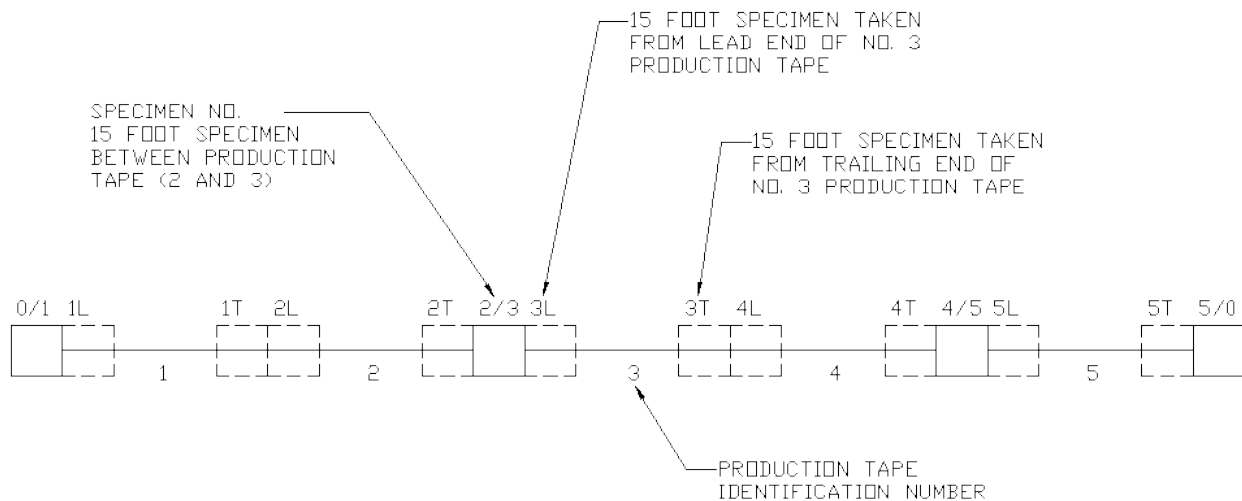 15 FOOT SPECIMEN TAKEN
FROM LEAD END OF NO. 3
PRODUCTION TAPE
SPECIMEN NO.
15 FOOT SPECIMEN
BETWEEN PRODUCTION
TAPE (2 AND 3)
15 FOOT SPECIMEN TAKEN
FROM TRAILING END OF
NO. 3 PRODUCTION TAPE
0/1 1L 1T 2L 2T 2/3 3L 3T 4L 4T 4/5 5L 5T 5/0
1 2 3 4 5
PRODUCTION TAPE
IDENTIFICATION NUMBER